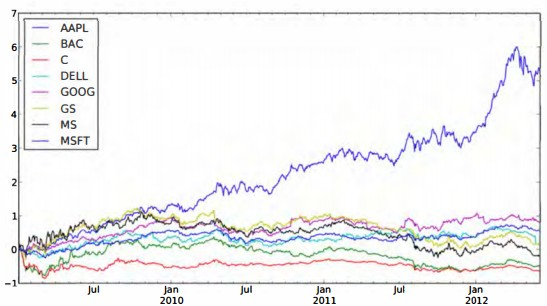 7
6
5
4
3
2
1
0
−1
AAPL
BAC
C
DELL
GOOG
GS
MS
MSFT
Jul
Jan
2010
Jul
Jan
2011
Jul
Jan
2012